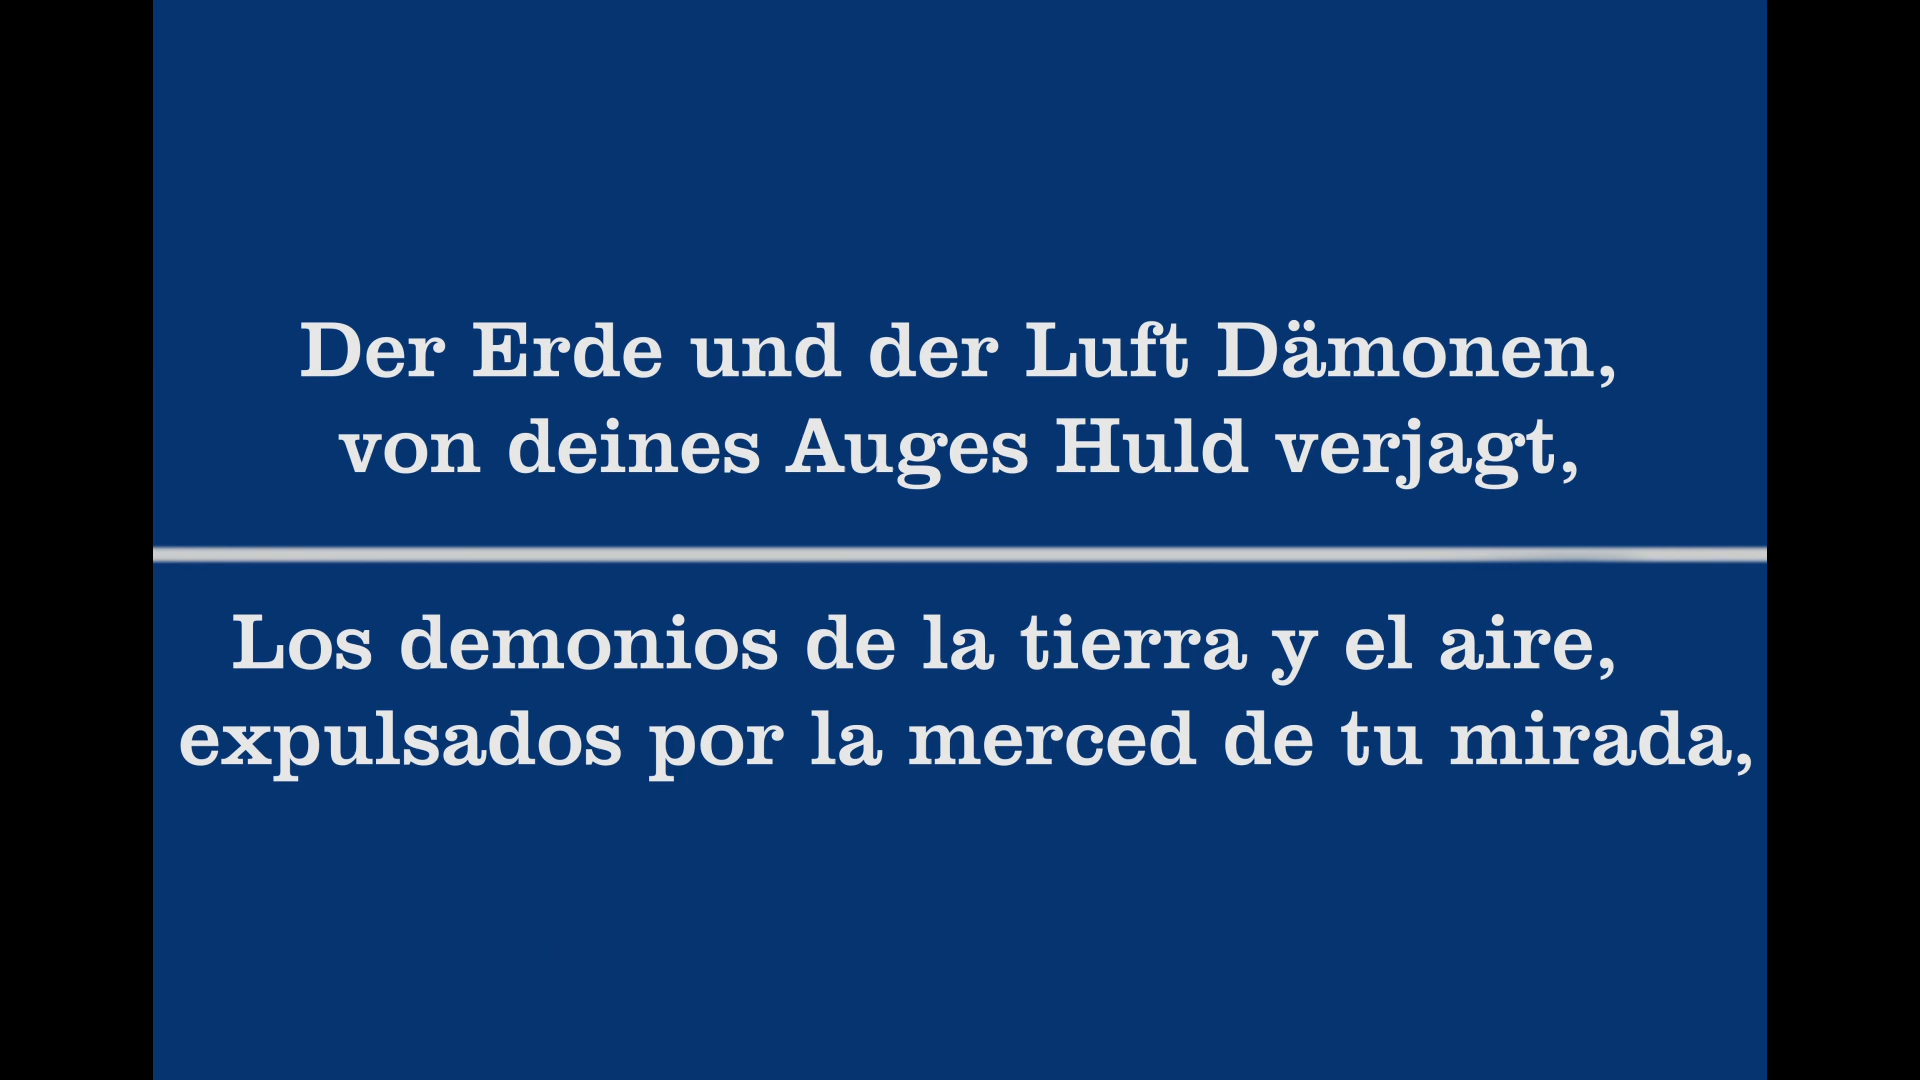 Der Erde und der Luft Dämonen,
von deines Auges Huld verjagt,
Los demonios de la tierra y el aire,
expulsados por la merced de tu mirada,